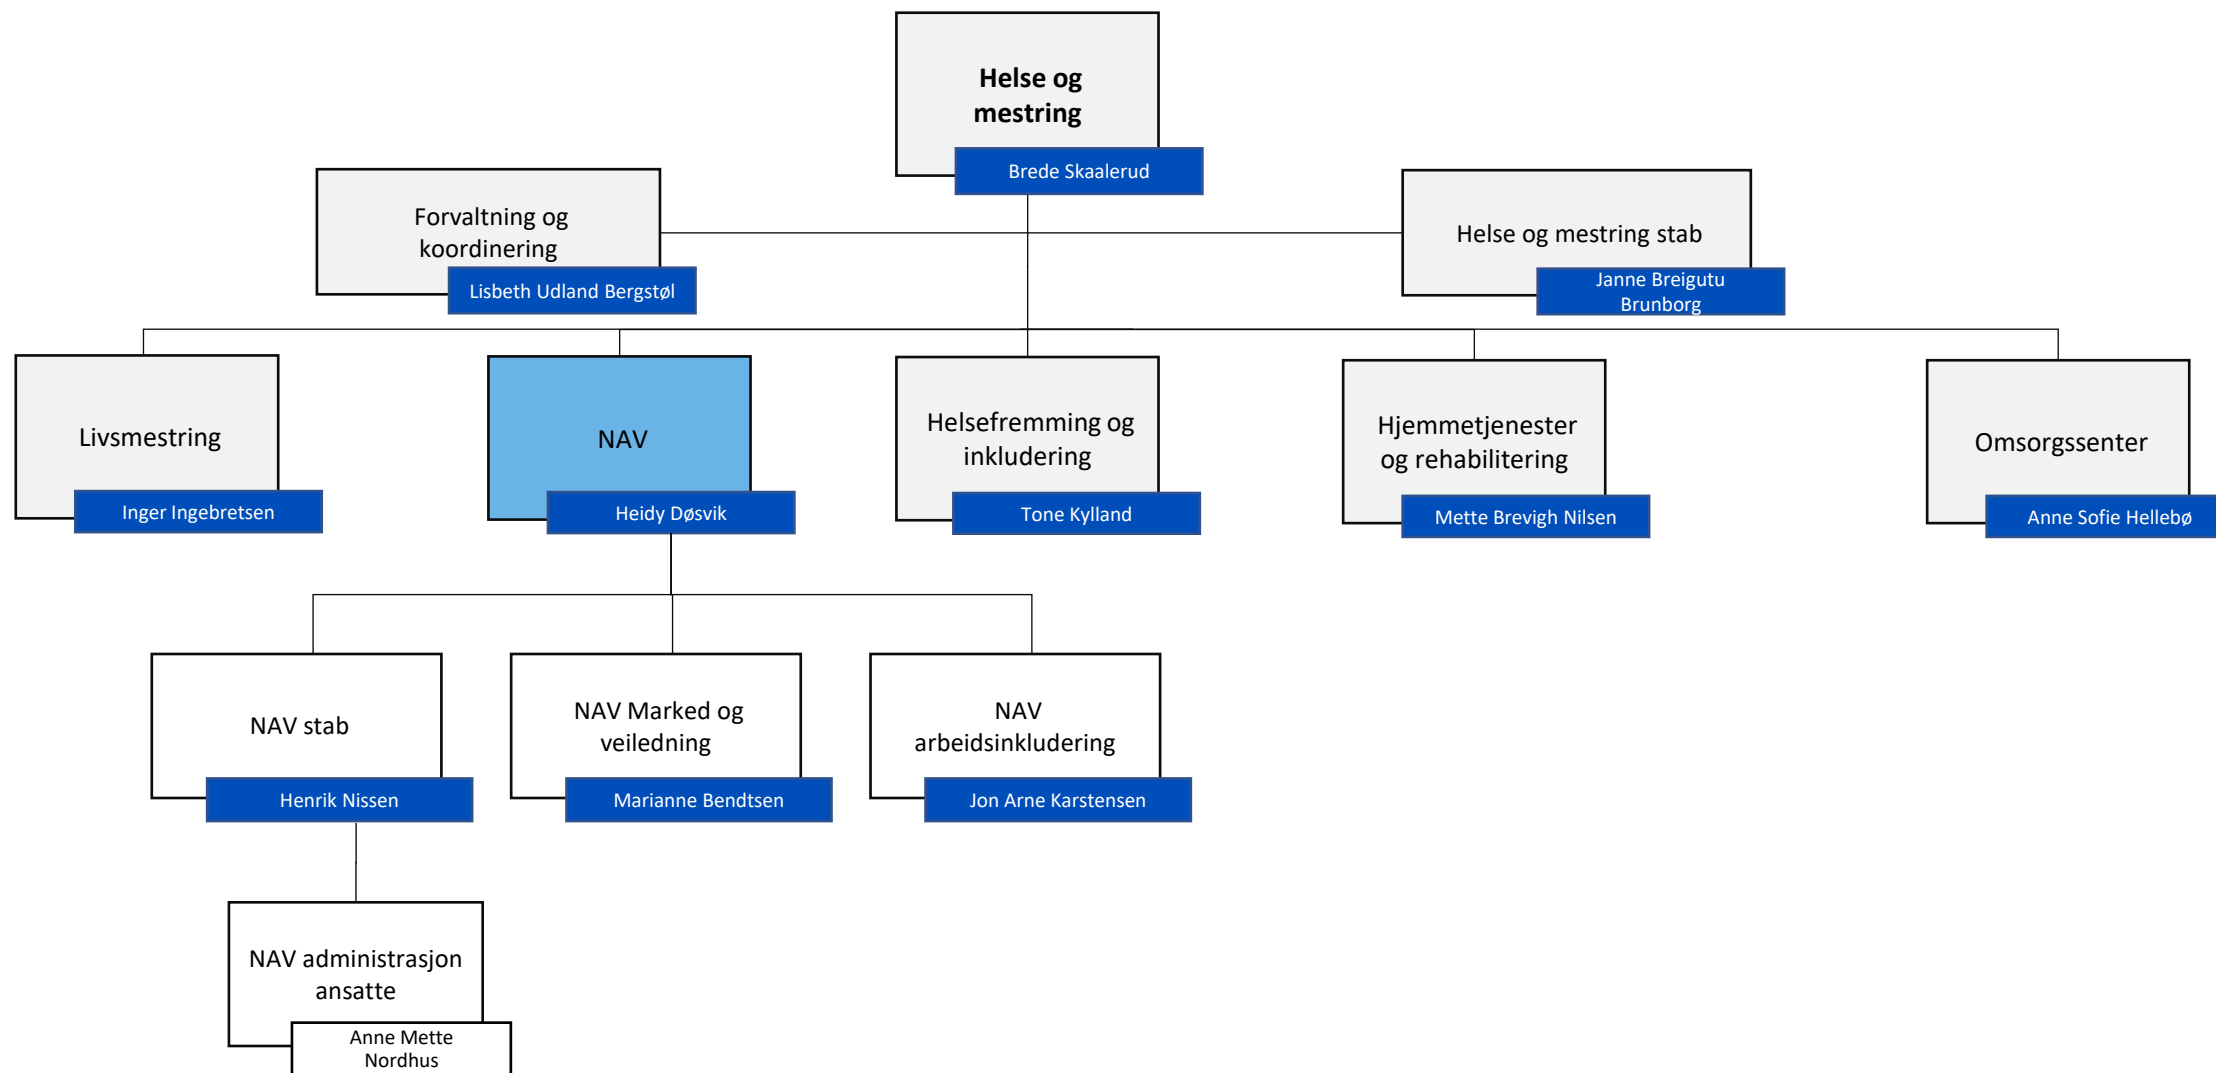 Helse og
mestring
Brede Skaalerud
Forvaltning og
koordinering
Lisbeth Udland Bergstøl
Helse og mestring stab
Janne Breigutu
Brunborg
Livsmestring
Inger Ingebretsen
NAV
Heidy Døsvik
Helsefremming og
inkludering
Tone Kylland
Hjemmetjenester
og rehabilitering
Mette Brevigh Nilsen
Omsorgssenter
Anne Sofie Hellebø
NAV stab
Henrik Nissen
NAV Marked og
veiledning
Marianne Bendtsen
NAV
arbeidsinkludering
Jon Arne Karstensen
NAV administrasjon
ansatte
Anne Mette
Nordhus